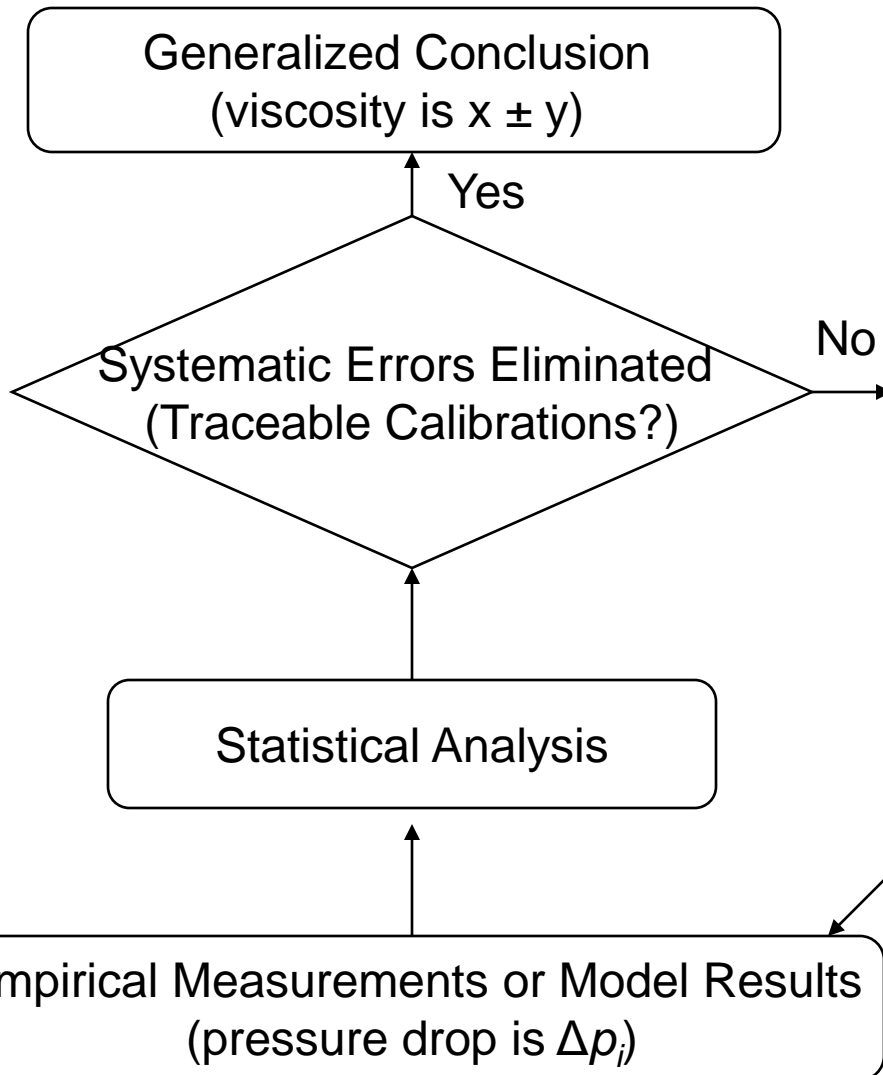 Generalized Conclusion
(viscosity is x ± y)
Yes
No
Systematic Errors Eliminated
(Traceable Calibrations?)
Statistical Analysis
mpirical Measurements or Model Results
(pressure drop is Δpᵢ)